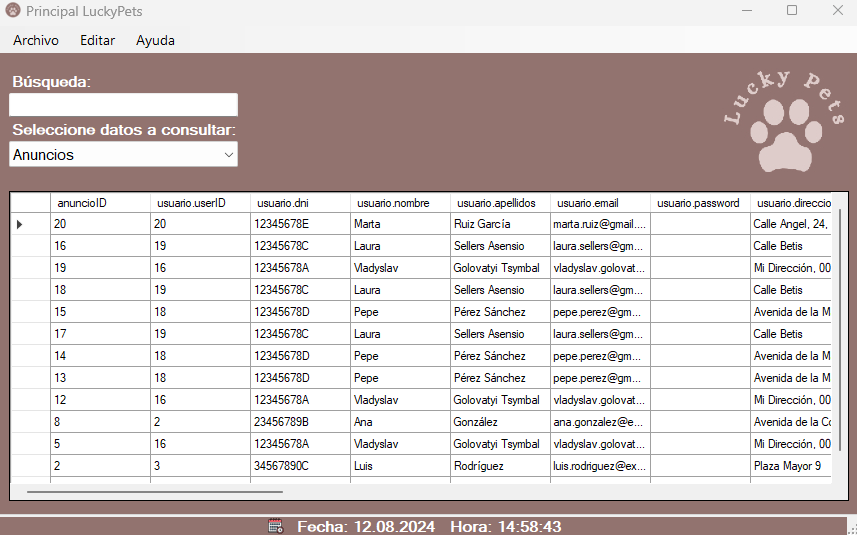 Principal LuckyPets
Archivo Editar Ayuda
Búsqueda:
Lucky Pets
Seleccione datos a consultar:
Anuncios
anuncioID usuario.userID usuario.dni usuario.nombre usuario.apellidos usuario.email usuario.password usuario.direccio
20 20 12345678E Marta Ruiz García marta.ruiz@gmail.... Calle Angel, 24,
16 19 12345678C Laura Sellers Asensio laura.sellers@gm... Calle Betis
19 16 12345678A Vladyslav Golovatyi Tsymbal vladyslav.golovat... Mi Dirección, 00
18 19 12345678C Laura Sellers Asensio laura.sellers@gm... Calle Betis
15 18 12345678D Pepe Pérez Sánchez pepe.perez@gm... Avenida de la M
17 19 12345678C Laura Sellers Asensio laura.sellers@gm... Calle Betis
14 18 12345678D Pepe Pérez Sánchez pepe.perez@gm... Avenida de la M
13 18 12345678D Pepe Pérez Sánchez pepe.perez@gm... Avenida de la M
12 16 12345678A Vladyslav Golovatyi Tsymbal vladyslav.golovat... Mi Dirección, 00
8 2 23456789B Ana González ana.gonzalez@e... Avenida de la Co
5 16 12345678A Vladyslav Golovatyi Tsymbal vladyslav.golovat... Mi Dirección, 00
2 3 34567890C Luis Rodríguez luis.rodriguez@ex... Plaza Mayor 9
Fecha: 12.08.2024 Hora: 14:58:43